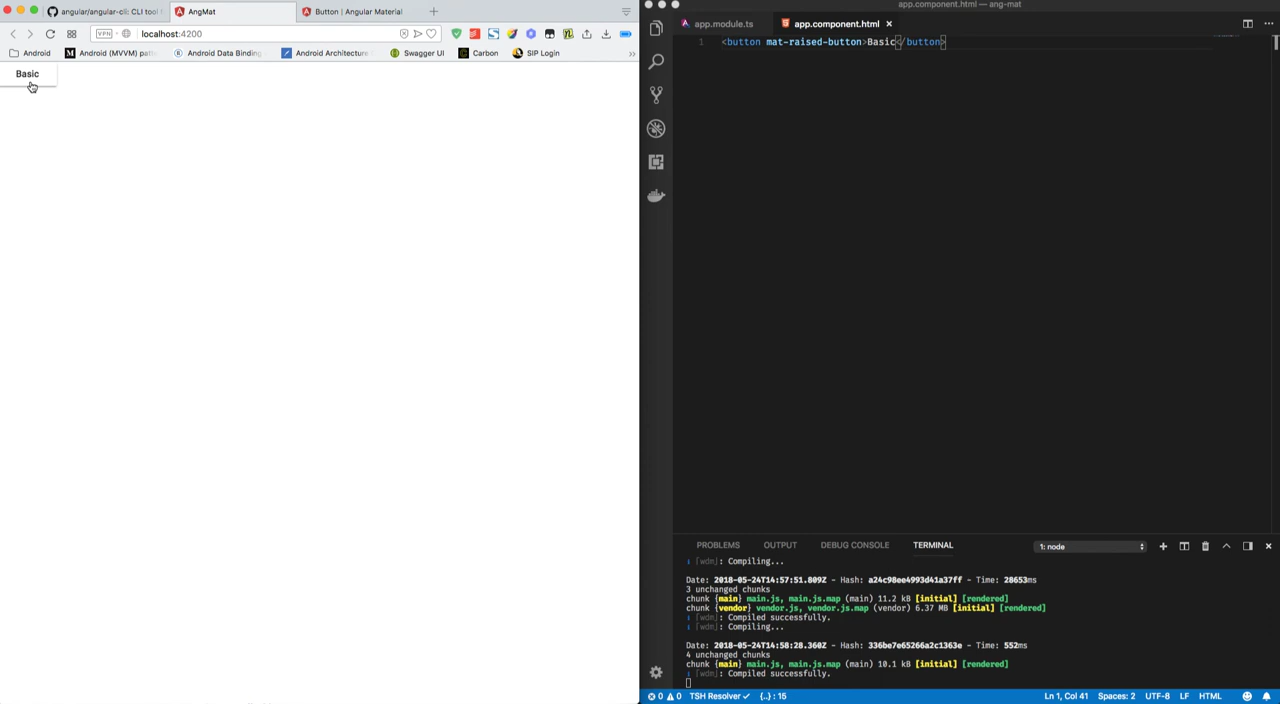 angular/angular-cli: CLI tool f
AngMat
Button | Angular Material
VPN
localhost:4200
Android
Android (MVVM) patt
Android Data Binding
Android Architecture
Swagger UI
Carbon
SIP Login
»
Basic
app.component.html — ang-mat
app.module.ts
app.component.html
1 <button mat-raised-button>Basic</button>
PROBLEMS OUTPUT DEBUG CONSOLE TERMINAL
1: node
i ｢wdm｣: Compiling...
Date: 2018-05-24T14:57:51.809Z - Hash: a24c98ee4993d41a37ff - Time: 28653ms
3 unchanged chunks
chunk {main} main.js, main.js.map (main) 11.2 kB [initial] [rendered]
chunk {vendor} vendor.js, vendor.js.map (vendor) 6.37 MB [initial] [rendered]
i ｢wdm｣: Compiled successfully.
i ｢wdm｣: Compiling...
Date: 2018-05-24T14:58:28.360Z - Hash: 336be7e65266a2c1363e - Time: 552ms
4 unchanged chunks
chunk {main} main.js, main.js.map (main) 10.1 kB [initial] [rendered]
i ｢wdm｣: Compiled successfully.
0 0 TSH Resolver {..} : 15
Ln 1, Col 41 Spaces: 2 UTF-8 LF HTML